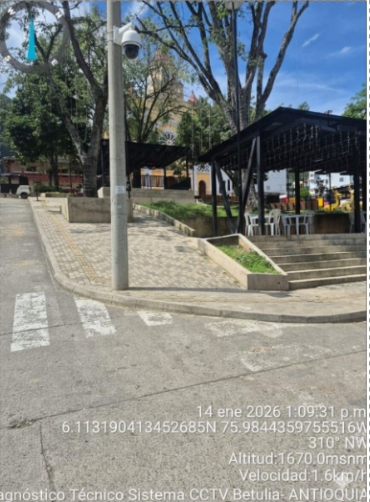 14 ene 2026 1:09:31 p.m
6.113190413452685N 75.9844359755516W
310° NW
Altitud:1670.0msnm
Velocidad:1.6km/h
agnóstico Técnico Sistema CCTV Betulia- ANTIOQUIA